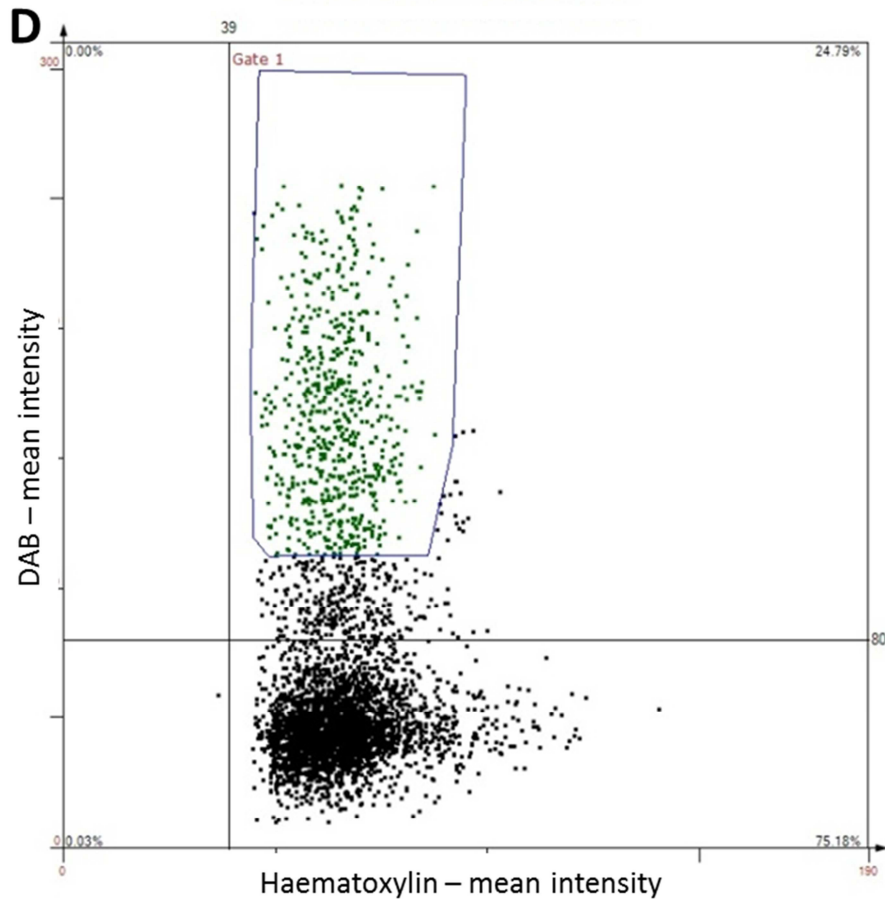 D
39
0.00%
24.79%
300
Gate 1
DAB – mean intensity
80
0
0.03%
75.18%
0
190
Haematoxylin – mean intensity